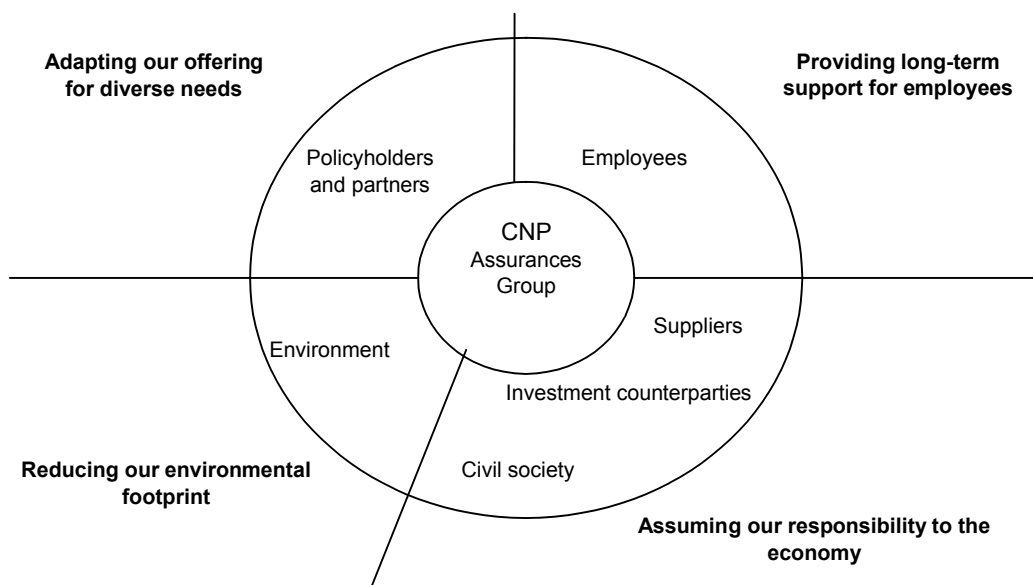 Adapting our offering
for diverse needs
Providing long-term
support for employees
Policyholders
and partners
Employees
CNP
Assurances
Group
Suppliers
Environment
Investment counterparties
Civil society
Reducing our environmental
footprint
Assuming our responsibility to the
economy